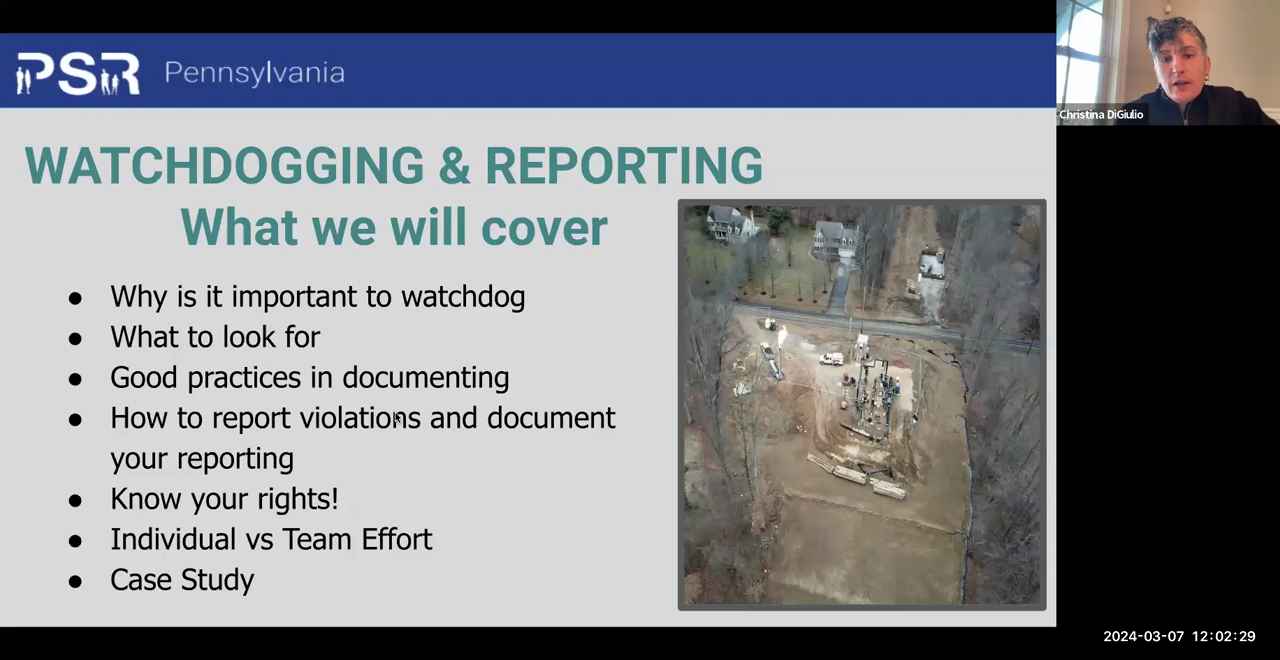 PSR Pennsylvania
Christina DiGiulio
WATCHDOGGING & REPORTING
What we will cover
● Why is it important to watchdog
● What to look for
● Good practices in documenting
● How to report violations and document
your reporting
● Know your rights!
● Individual vs Team Effort
● Case Study
2024-03-07 12:02:29